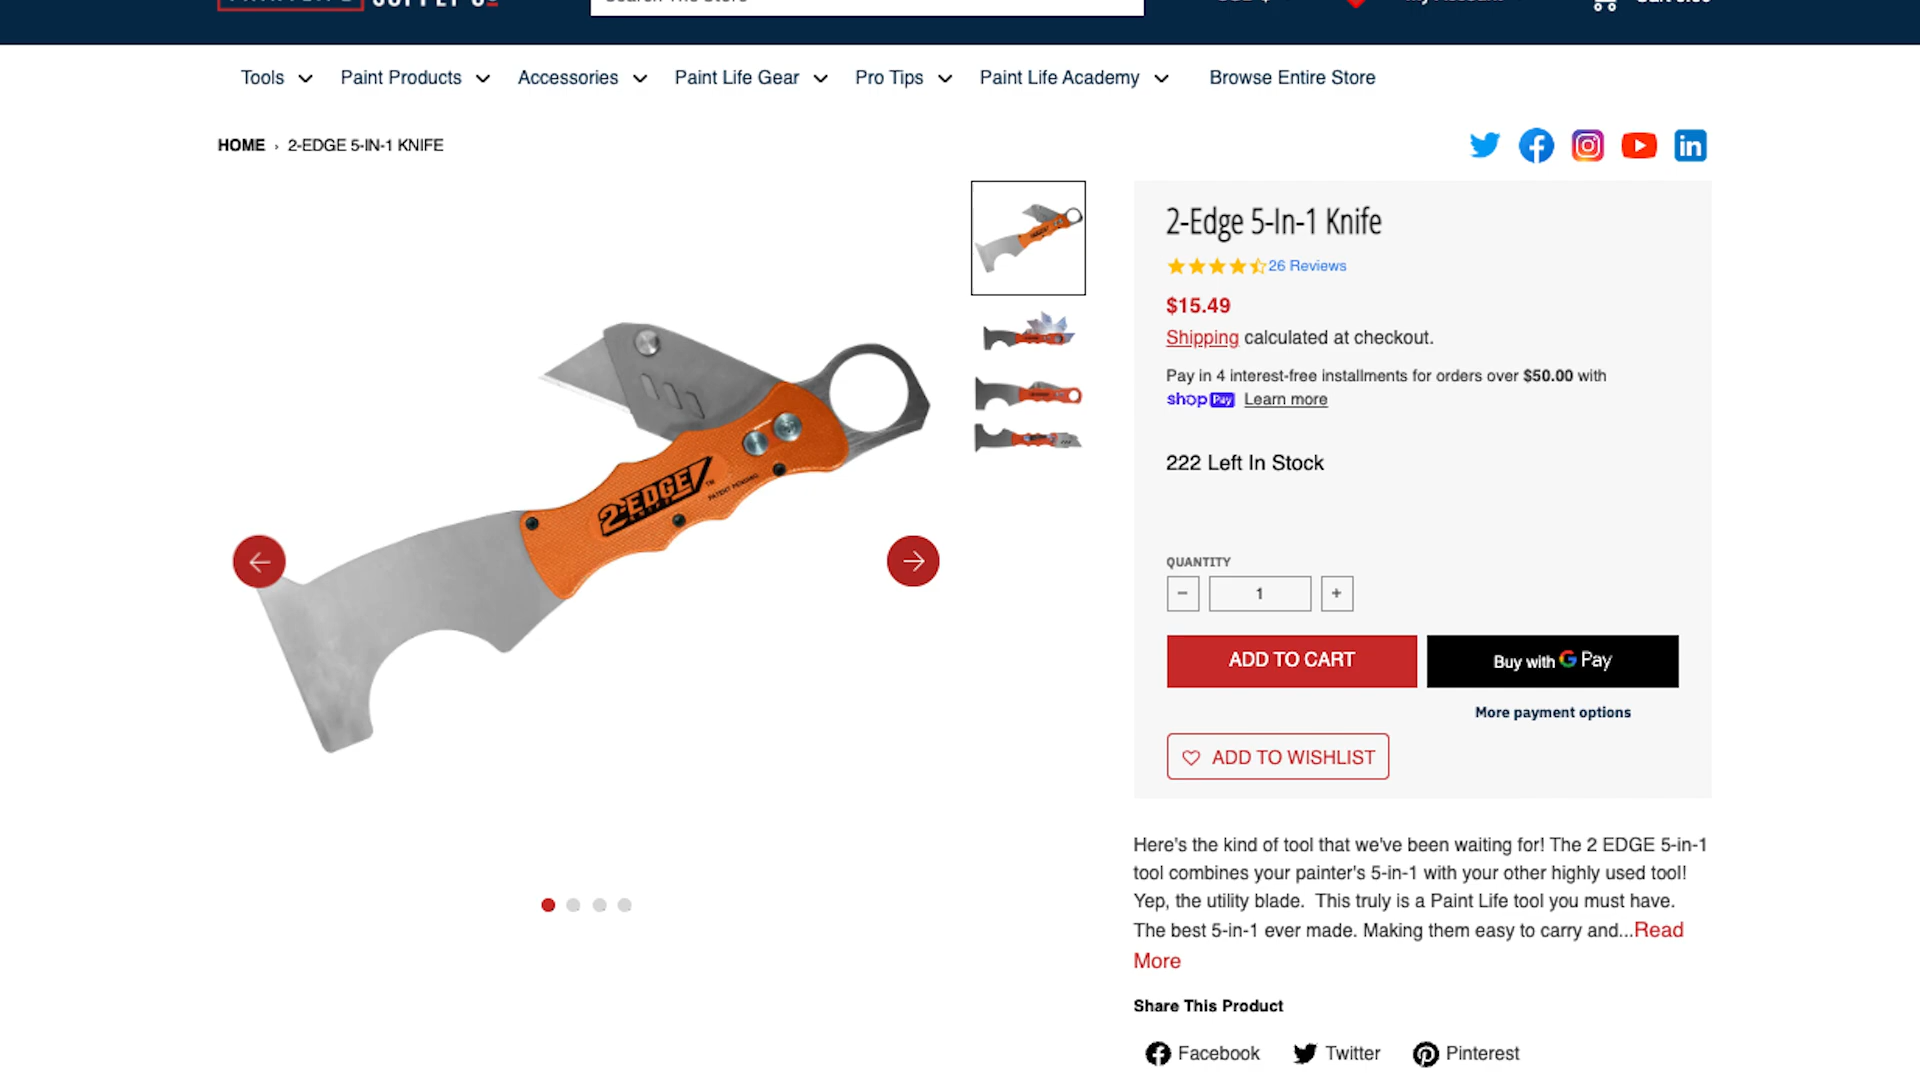 Tools
Paint Products
Accessories
Paint Life Gear
Pro Tips
Paint Life Academy
Browse Entire Store
HOME › 2-EDGE 5-IN-1 KNIFE
2-Edge 5-In-1 Knife
26 Reviews
$15.49
Shipping calculated at checkout.
Pay in 4 interest-free installments for orders over $50.00 with
shop Pay Learn more
222 Left In Stock
QUANTITY
− 1 +
ADD TO CART
Buy with G Pay
More payment options
ADD TO WISHLIST
2-EDGE
KNIFE
TM
PATENT PENDING
Here's the kind of tool that we've been waiting for! The 2 EDGE 5-in-1
tool combines your painter's 5-in-1 with your other highly used tool!
Yep, the utility blade. This truly is a Paint Life tool you must have.
The best 5-in-1 ever made. Making them easy to carry and...Read
More
Share This Product
Facebook
Twitter
Pinterest